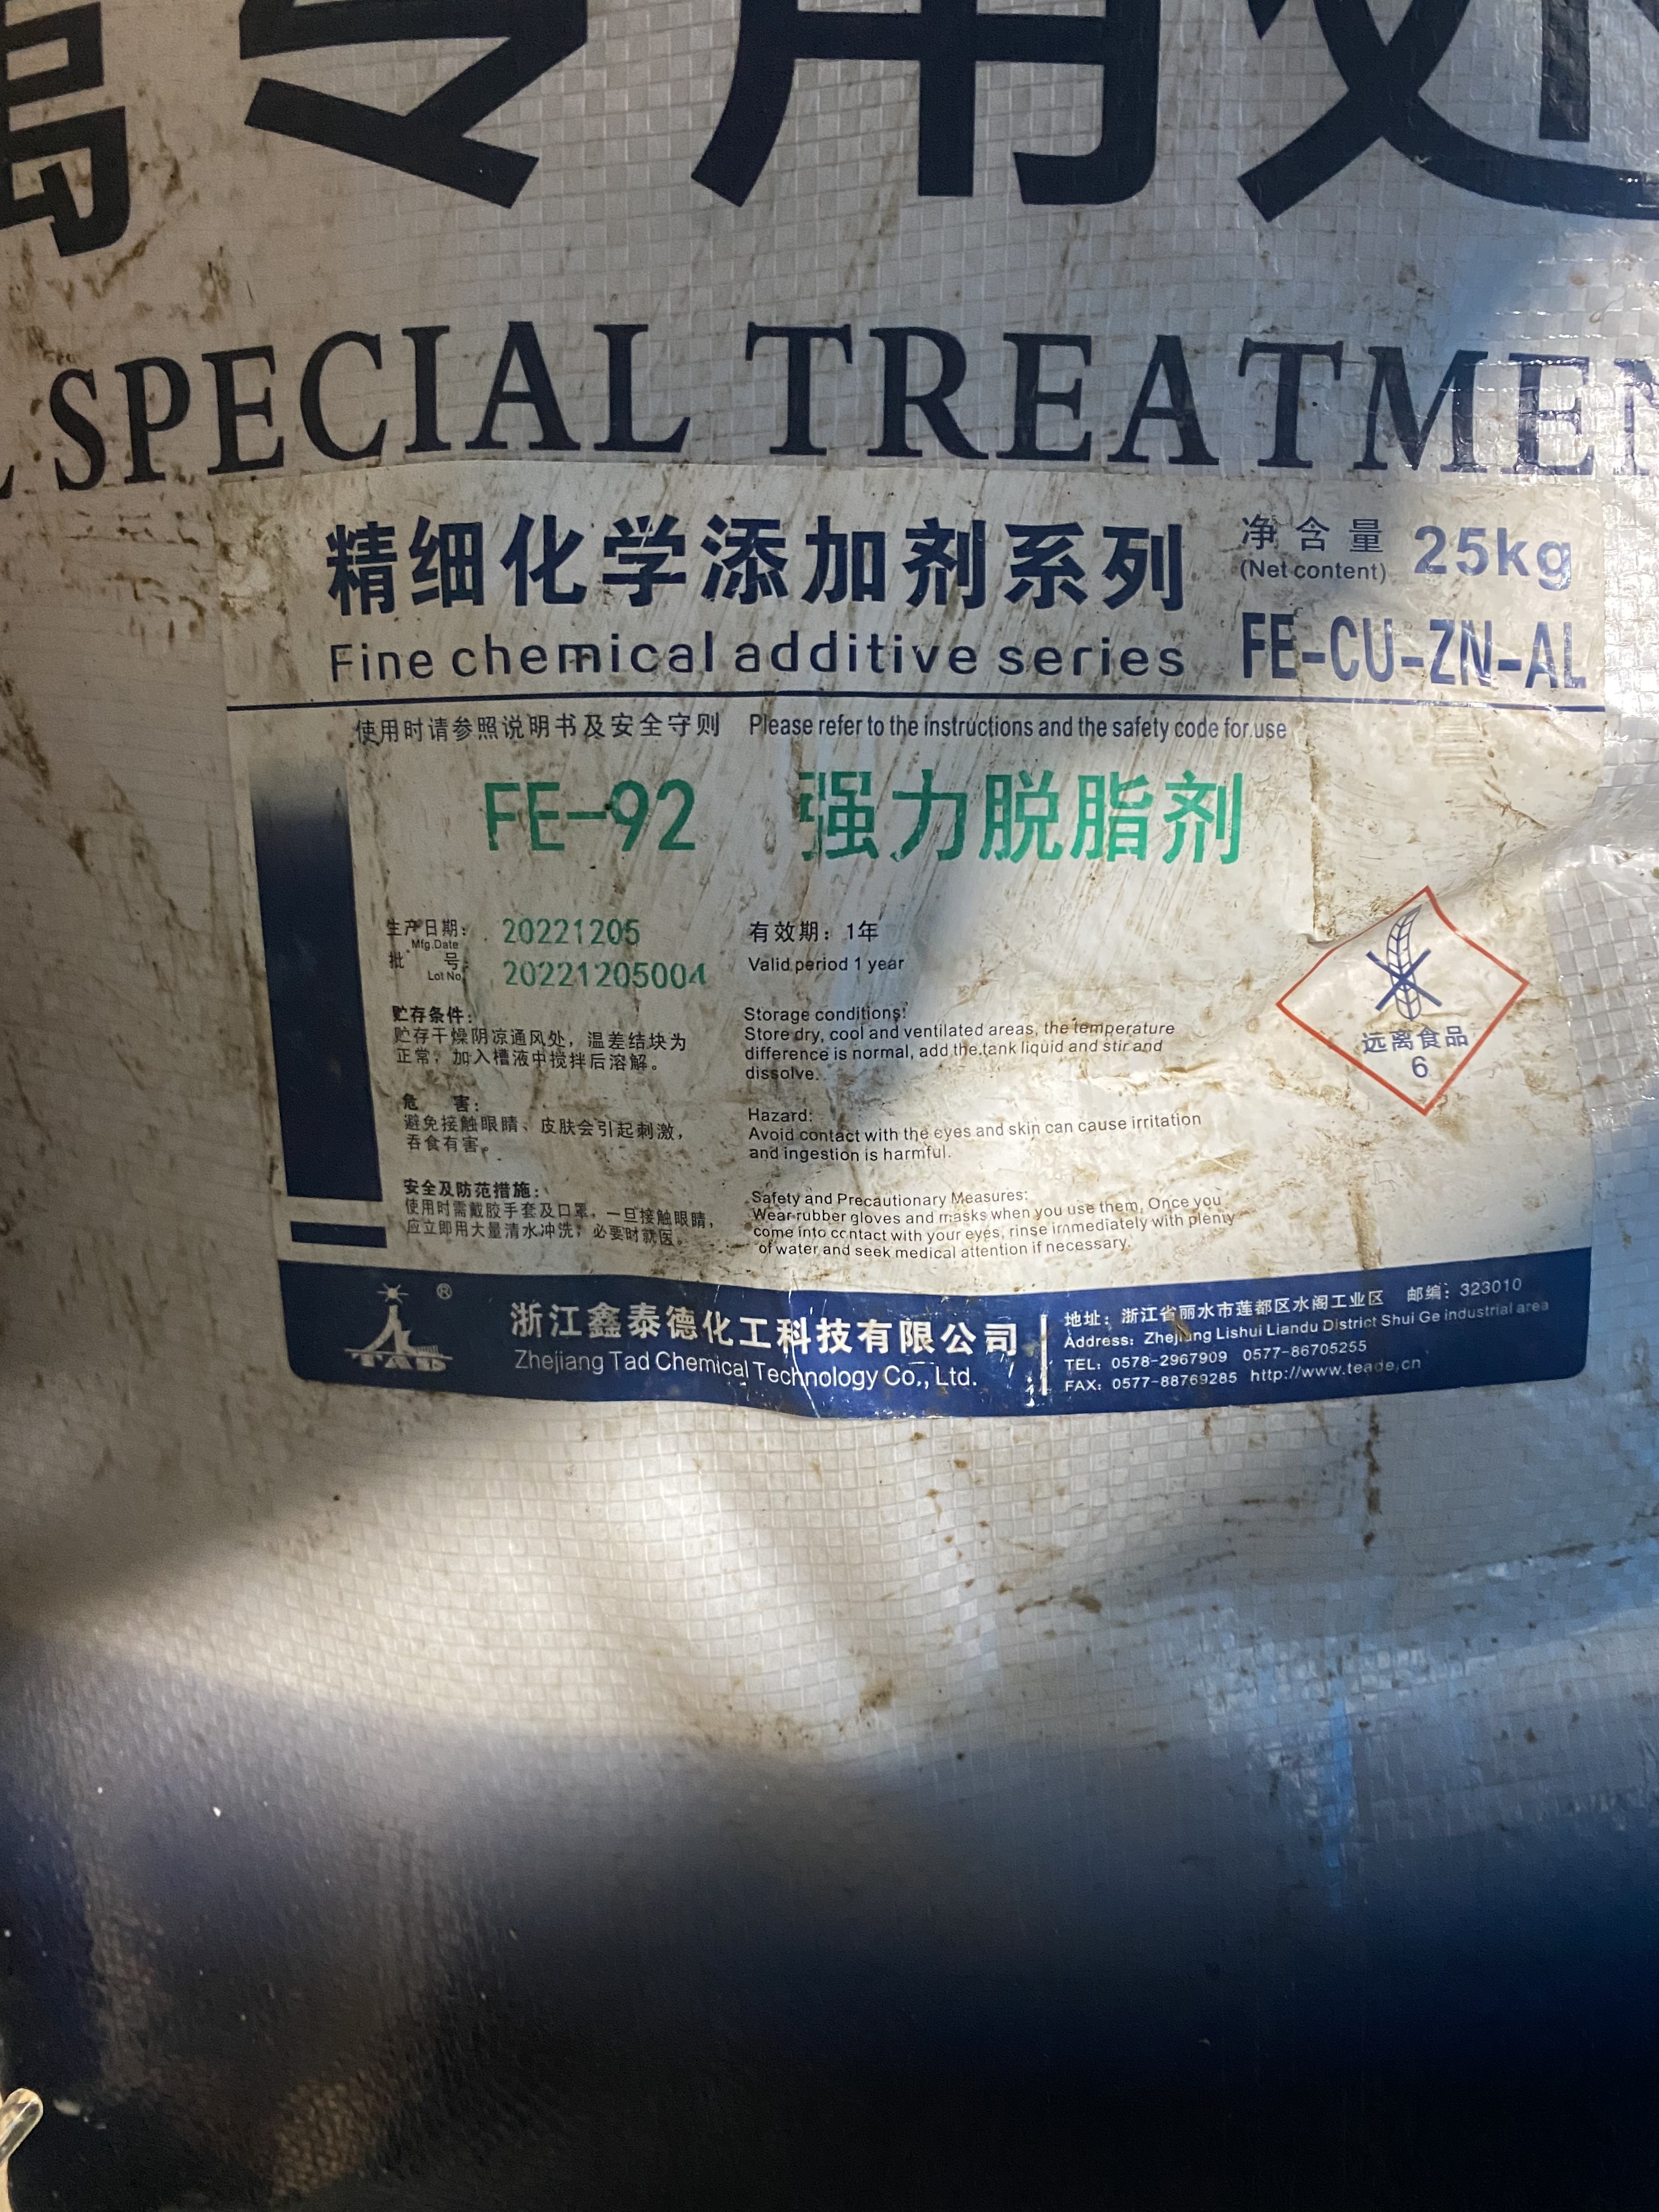 专用处
SPECIAL TREATMEN
精细化学添加剂系列
Fine chemical additive series
净含量 25kg
(Net content)
FE-CU-ZN-AL
使用时请参照说明书及安全守则 Please refer to the instructions and the safety code for use
FE-92 强力脱脂剂
生产日期: 20221205
Mfg.Date
批 号: 20221205004
Lot No.
有效期: 1年
Valid period 1 year
贮存条件:
贮存干燥阴凉通风处, 温差结块为
正常, 加入槽液中搅拌后溶解。
Storage conditions:
Store dry, cool and ventilated areas, the temperature
difference is normal, add the tank liquid and stir and
dissolve.
危 害:
避免接触眼睛、皮肤会引起刺激,
吞食有害。
Hazard:
Avoid contact with the eyes and skin can cause irritation
and ingestion is harmful.
安全及防范措施:
使用时需戴胶手套及口罩, 一旦接触眼睛,
应立即用大量清水冲洗, 必要时就医。
Safety and Precautionary Measures:
Wear rubber gloves and masks when you use them, Once you
come into contact with your eyes, rinse immediately with plenty
of water and seek medical attention if necessary.
远离食品
6
TAD
®
浙江鑫泰德化工科技有限公司
Zhejiang Tad Chemical Technology Co., Ltd.
地址: 浙江省丽水市莲都区水阁工业区 邮编: 323010
Address: Zhejiang Lishui Liandu District Shui Ge industrial area
TEL: 0578-2967909 0577-86705255
FAX: 0577-88769285 http://www.teade.cn